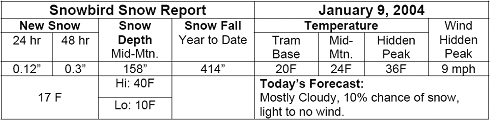 Snowbird Snow Report January 9, 2004
New Snow Snow Snow Fall Temperature Wind
24 hr 48 hr Depth Year to Date Tram Mid- Hidden Hidden
Mid-Mtn. Base Mtn. Peak Peak
0.12” 0.3” 158” 414” 20F 24F 36F 9 mph
17 F Hi: 40F Today’s Forecast:
Mostly Cloudy, 10% chance of snow,
Lo: 10F light to no wind.